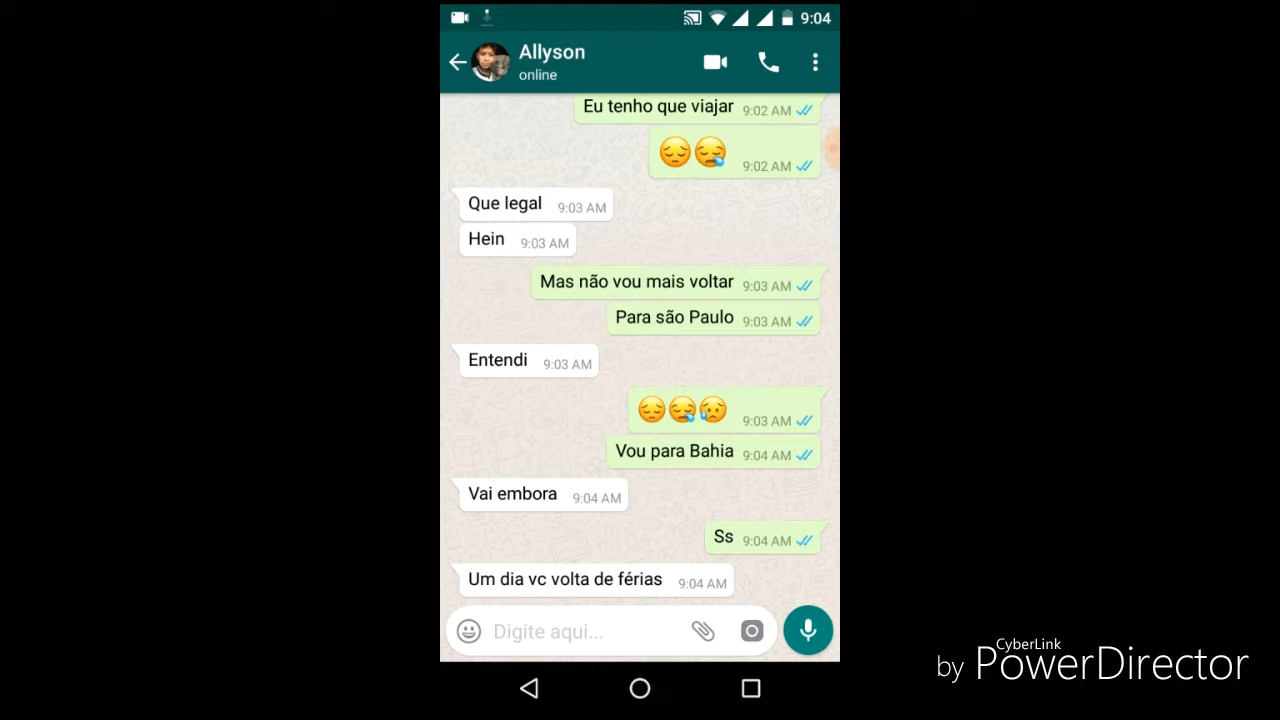 9:04
Allyson
online
Eu tenho que viajar 9:02 AM
😔😪 9:02 AM
Que legal 9:03 AM
Hein 9:03 AM
Mas não vou mais voltar 9:03 AM
Para são Paulo 9:03 AM
Entendi 9:03 AM
😔😪😥 9:03 AM
Vou para Bahia 9:04 AM
Vai embora 9:04 AM
Ss 9:04 AM
Um dia vc volta de férias 9:04 AM
Digite aqui...
CyberLink
by PowerDirector